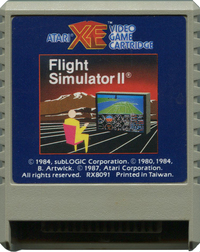 ATARI XE™ VIDEO
GAME
CARTRIDGE
Flight
Simulator II®
© 1984, subLOGIC Corporation. © 1980, 1984,
B. Artwick. © 1987, Atari Corporation.
All rights reserved. RX8091 Printed in Taiwan.